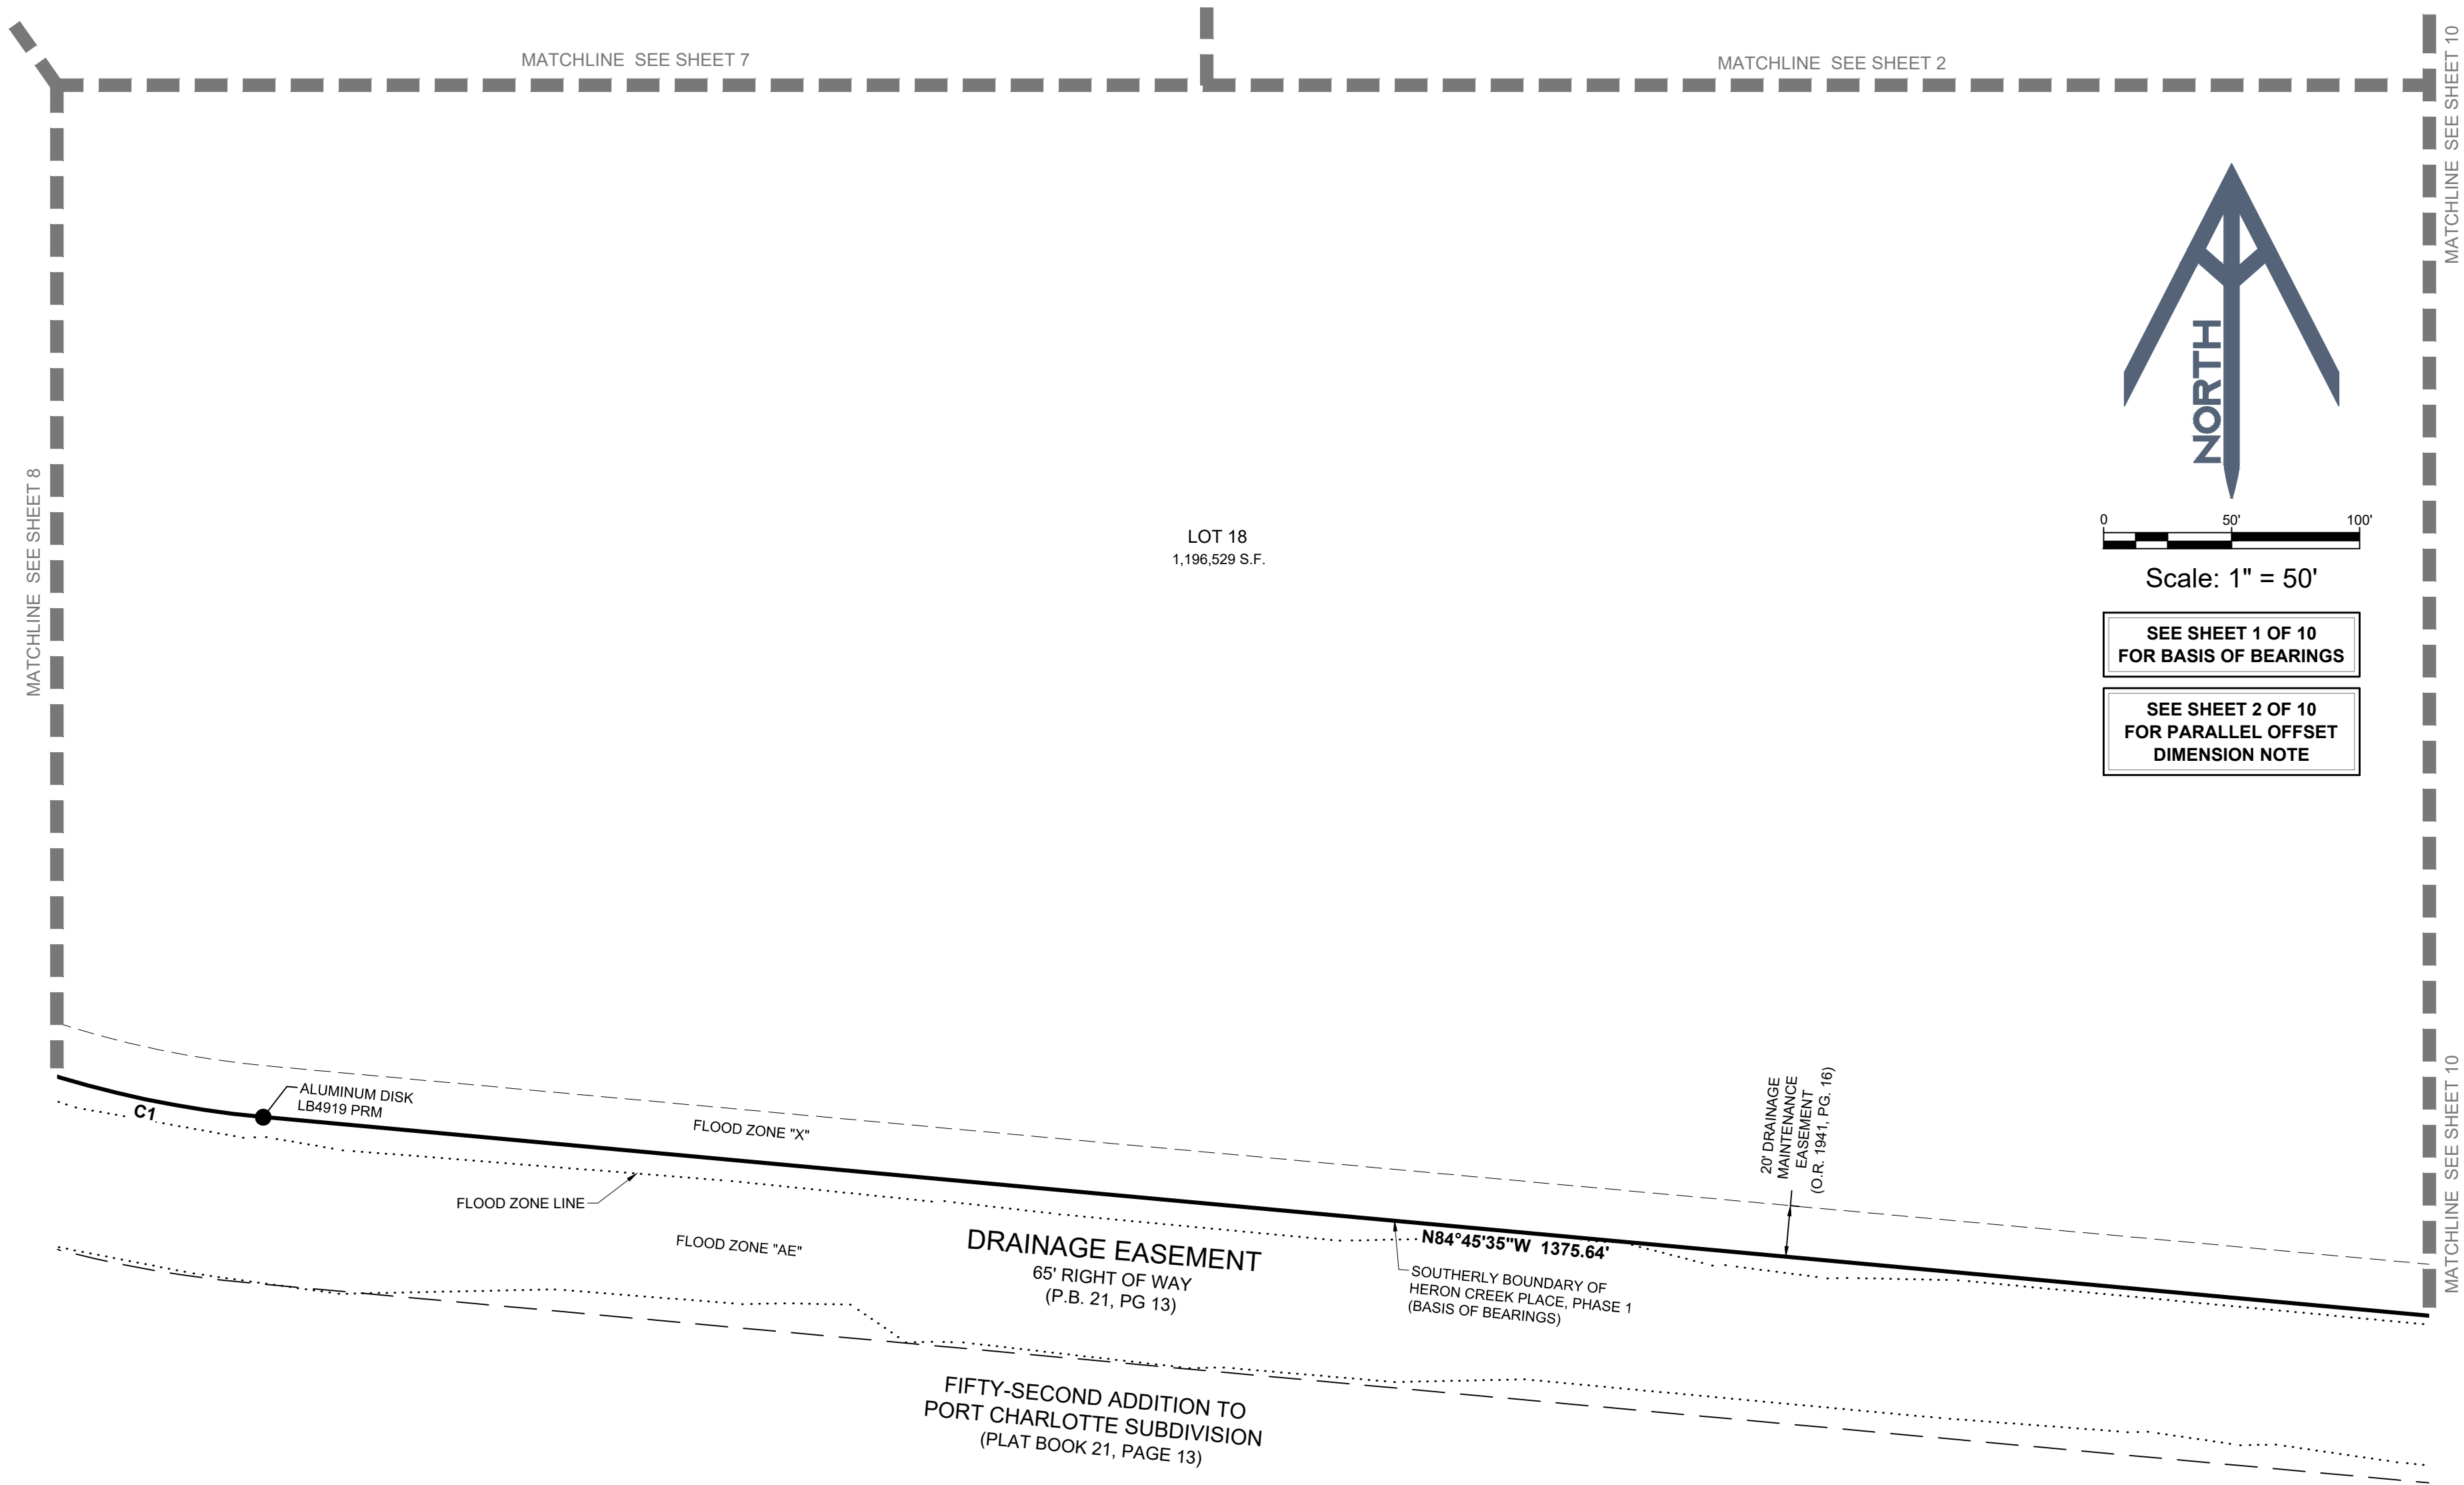 MATCHLINE  SEE SHEET 7
MATCHLINE  SEE SHEET 2
MATCHLINE  SEE SHEET 10
NORTH
0 50' 100'
Scale: 1" = 50'
SEE SHEET 1 OF 10
FOR BASIS OF BEARINGS
SEE SHEET 2 OF 10
FOR PARALLEL OFFSET
DIMENSION NOTE
MATCHLINE  SEE SHEET 8
LOT 18
1,196,529 S.F.
C1
ALUMINUM DISK
LB4919 PRM
FLOOD ZONE "X"
20' DRAINAGE
MAINTENANCE
EASEMENT
(O.R. 1941, PG. 16)
MATCHLINE  SEE SHEET 10
FLOOD ZONE LINE
FLOOD ZONE "AE"
DRAINAGE EASEMENT
65' RIGHT OF WAY
(P.B. 21, PG 13)
N84°45'35"W  1375.64'
SOUTHERLY BOUNDARY OF
HERON CREEK PLACE, PHASE 1
(BASIS OF BEARINGS)
FIFTY-SECOND ADDITION TO
PORT CHARLOTTE SUBDIVISION
(PLAT BOOK 21, PAGE 13)